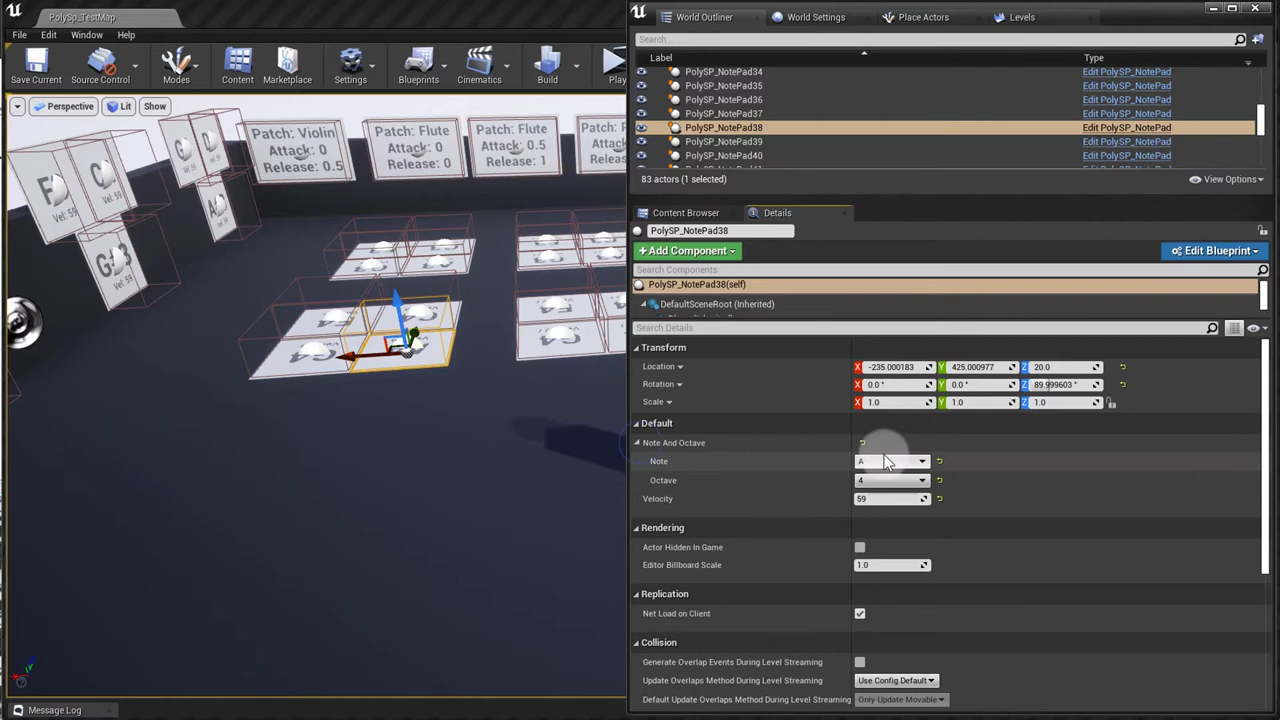 PolySp_TestMap
File Edit Window Help
Save Current
Source Control
Modes
Content
Marketplace
Settings
Blueprints
Cinematics
Build
Play
Perspective
Lit
Show
Patch: Violin
Attack: 0
Release: 0.5
Patch: Flute
Attack: 0
Release: 0
Patch: Flute
Attack: 0.5
Release: 1
Vel: 59
Vel: 59
Vel: 59
World Outliner
World Settings
Place Actors
Levels
Search...
Label Type
PolySP_NotePad34 Edit PolySP_NotePad
PolySP_NotePad35 Edit PolySP_NotePad
PolySP_NotePad36 Edit PolySP_NotePad
PolySP_NotePad37 Edit PolySP_NotePad
PolySP_NotePad38 Edit PolySP_NotePad
PolySP_NotePad39 Edit PolySP_NotePad
PolySP_NotePad40 Edit PolySP_NotePad
83 actors (1 selected) View Options
Content Browser
Details
PolySP_NotePad38
+ Add Component
Edit Blueprint
Search Components
PolySP_NotePad38(self)
DefaultSceneRoot (Inherited)
Search Details
Transform
Location X -235.000183 Y 425.000977 Z 20.0
Rotation X 0.0 ° Y 0.0 ° Z 89.999603 °
Scale X 1.0 Y 1.0 Z 1.0
Default
Note And Octave
Note A
Octave 4
Velocity 59
Rendering
Actor Hidden In Game
Editor Billboard Scale 1.0
Replication
Net Load on Client
Collision
Generate Overlap Events During Level Streaming
Update Overlaps Method During Level Streaming Use Config Default
Default Update Overlaps Method During Level Streaming Only Update Movable
Message Log